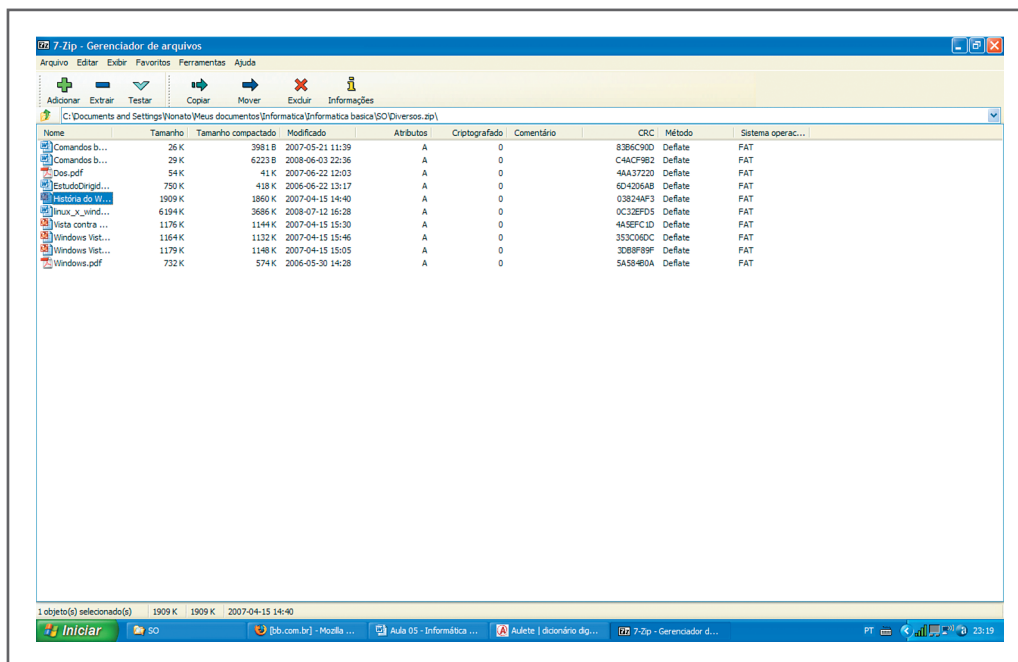 7-Zip - Gerenciador de arquivos
Arquivo Editar Exibir Favoritos Ferramentas Ajuda
Adicionar Extrair Testar Copiar Mover Excluir Informações
C:\Documents and Settings\Nonato\Meus documentos\Informatica\Informatica basica\SO\Diversos.zip\
Nome Tamanho Tamanho compactado Modificado Atributos Criptografado Comentário CRC Método Sistema operac...
Comandos b... 26 K 3981 B 2007-05-21 11:39 A 0 83B6C90D Deflate FAT
Comandos b... 29 K 6223 B 2008-06-03 22:36 A 0 C4ACF9B2 Deflate FAT
Dos.pdf 54 K 41 K 2007-06-22 12:03 A 0 4AA37220 Deflate FAT
EstudoDirigid... 750 K 418 K 2006-06-22 13:17 A 0 6D4206AB Deflate FAT
História do W... 1909 K 1860 K 2007-04-15 14:40 A 0 03824AF3 Deflate FAT
linux_x_wind... 6194 K 3686 K 2008-07-12 16:28 A 0 0C32EFD5 Deflate FAT
Vista contra ... 1176 K 1144 K 2007-04-15 15:30 A 0 4A5EFC1D Deflate FAT
Windows Vist... 1164 K 1132 K 2007-04-15 15:46 A 0 353C06DC Deflate FAT
Windows Vist... 1179 K 1148 K 2007-04-15 15:05 A 0 3DB8F89F Deflate FAT
Windows.pdf 732 K 574 K 2006-05-30 14:28 A 0 5A584B0A Deflate FAT
1 objeto(s) selecionado(s) 1909 K 1909 K 2007-04-15 14:40
Iniciar SO [bb.com.br] - Mozilla ... Aula 05 - Informática ... Aulete | dicionário dig... 7-Zip - Gerenciador d... PT 23:19